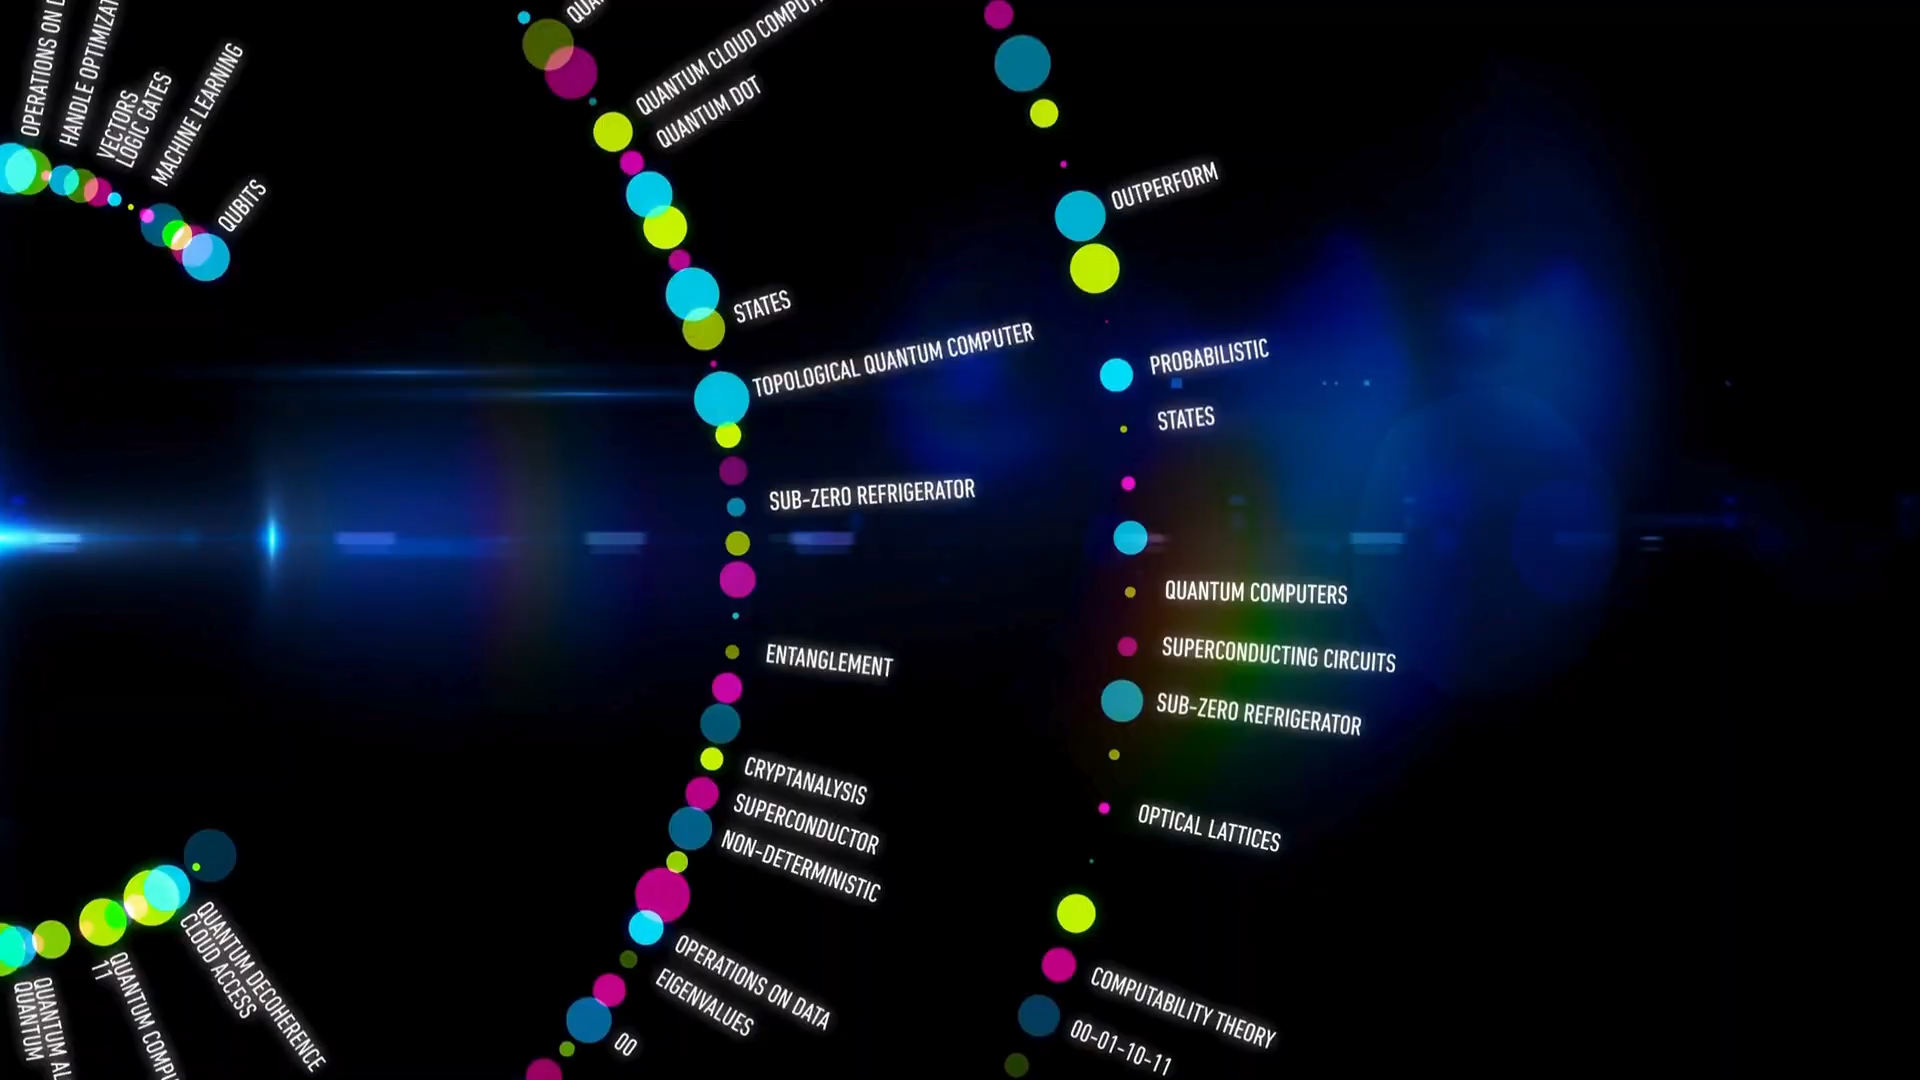 OPERATIONS ON
HANDLE
VECTORS
LOGIC GATES
MACHINE LEARNING
QUBITS
QUANTUM CLOUD
QUANTUM DOT
STATES
TOPOLOGICAL QUANTUM COMPUTER
SUB-ZERO REFRIGERATOR
ENTANGLEMENT
CRYPTANALYSIS
SUPERCONDUCTOR
NON-DETERMINISTIC
OPERATIONS ON DATA
EIGENVALUES
00
OUTPERFORM
PROBABILISTIC
STATES
QUANTUM COMPUTERS
SUPERCONDUCTING CIRCUITS
SUB-ZERO REFRIGERATOR
OPTICAL LATTICES
COMPUTABILITY THEORY
00-01-10-11
QUANTUM DECOHERENCE
CLOUD ACCESS
QUANTUM
11
QUANTUM
QUANTUM